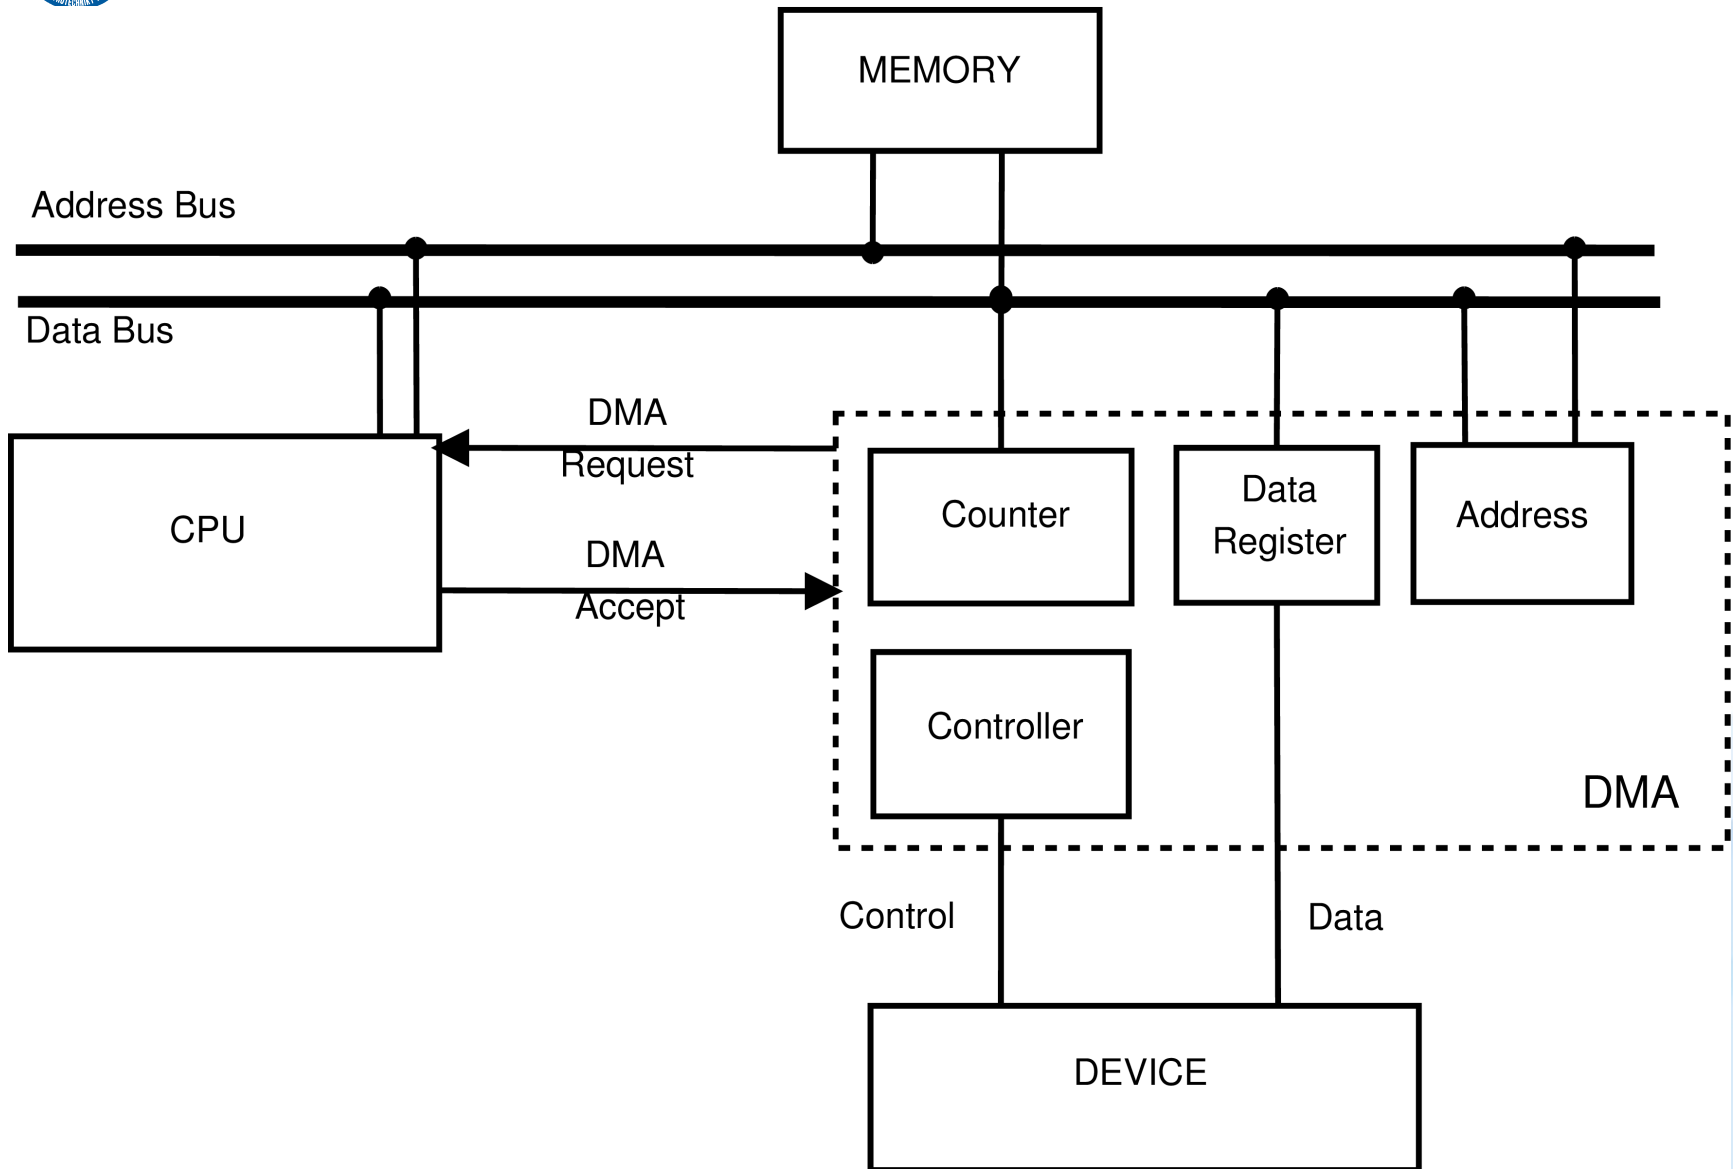 MEMORY
Address Bus
Data Bus
DMA
Request
CPU
DMA
Accept
Counter
Data
Register
Address
Controller
DMA
Control
Data
DEVICE